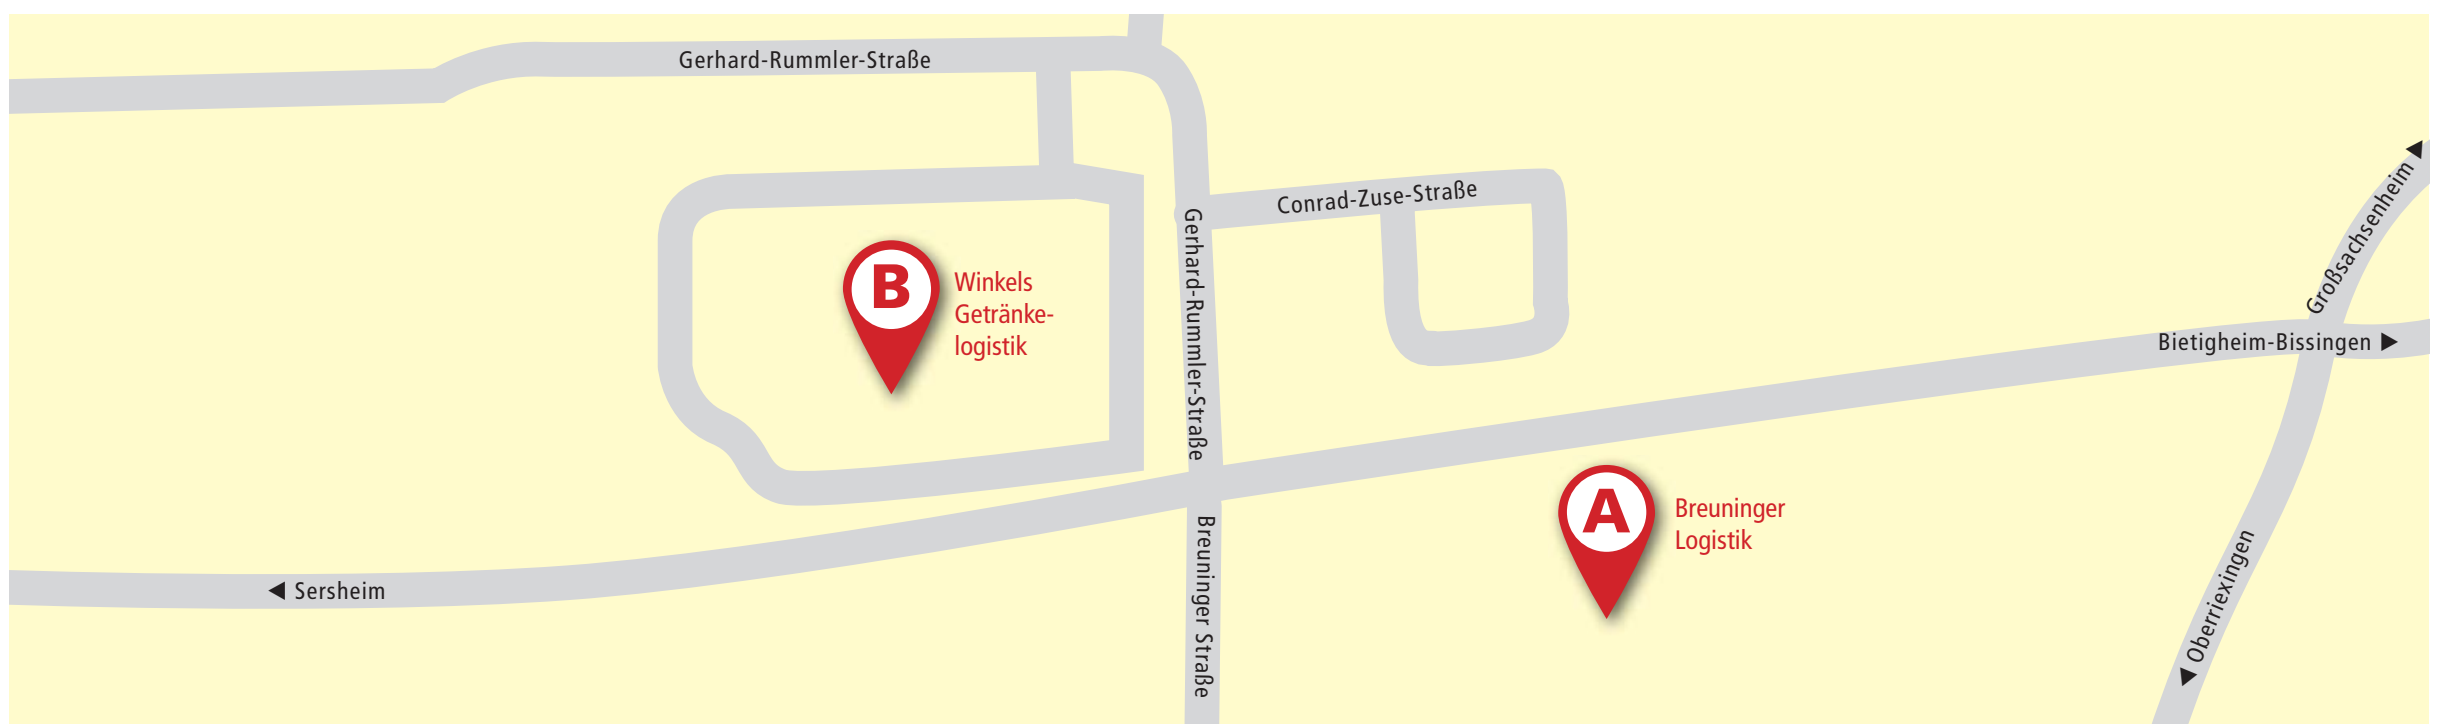 Gerhard-Rummler-Straße
Conrad-Zuse-Straße
Gerhard-Rummler-Straße
Großsachsenheim
B
Winkels
Getränke-
logistik
Bietigheim-Bissingen
A
Breuninger
Logistik
Breuninger Straße
Oberriexingen
Sersheim